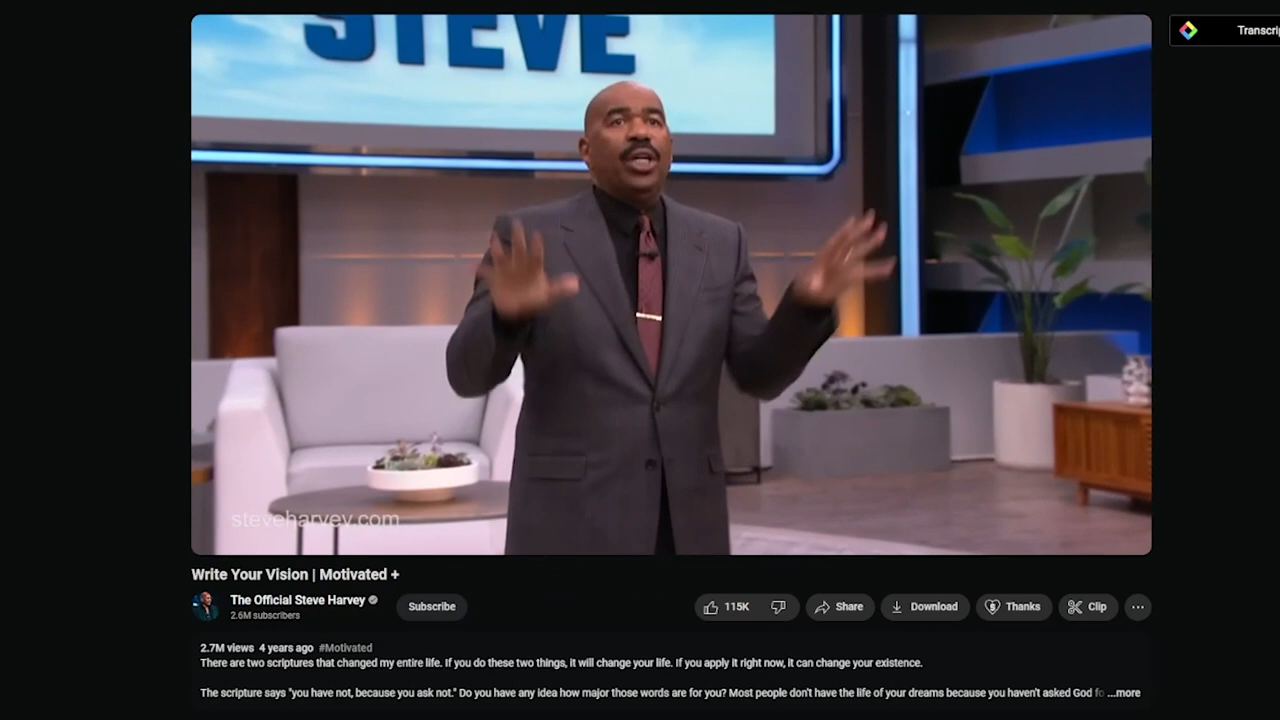 STEVE
Transcrip
steveharvey.com
Write Your Vision | Motivated +
The Official Steve Harvey
2.6M subscribers
Subscribe
115K
Share
Download
Thanks
Clip
2.7M views 4 years ago #Motivated
There are two scriptures that changed my entire life. If you do these two things, it will change your life. If you apply it right now, it can change your existence.
The scripture says "you have not, because you ask not." Do you have any idea how major those words are for you? Most people don't have the life of your dreams because you haven't asked God fo ...more